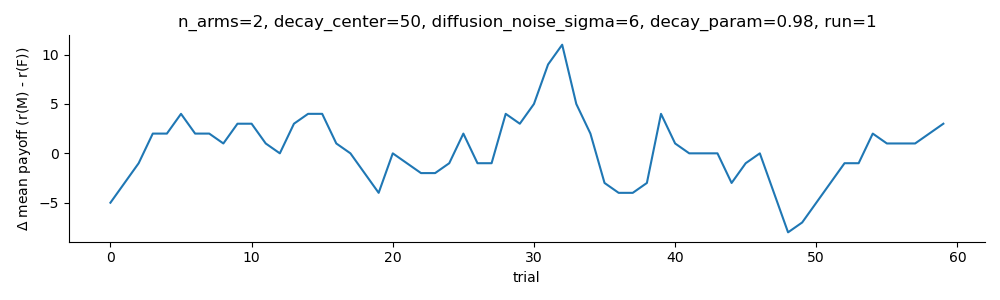 n_arms=2, decay_center=50, diffusion_noise_sigma=6, decay_param=0.98, run=1
Δ mean payoff (r(M) - r(F))
10
5
0
−5
0 10 20 30 40 50 60
trial